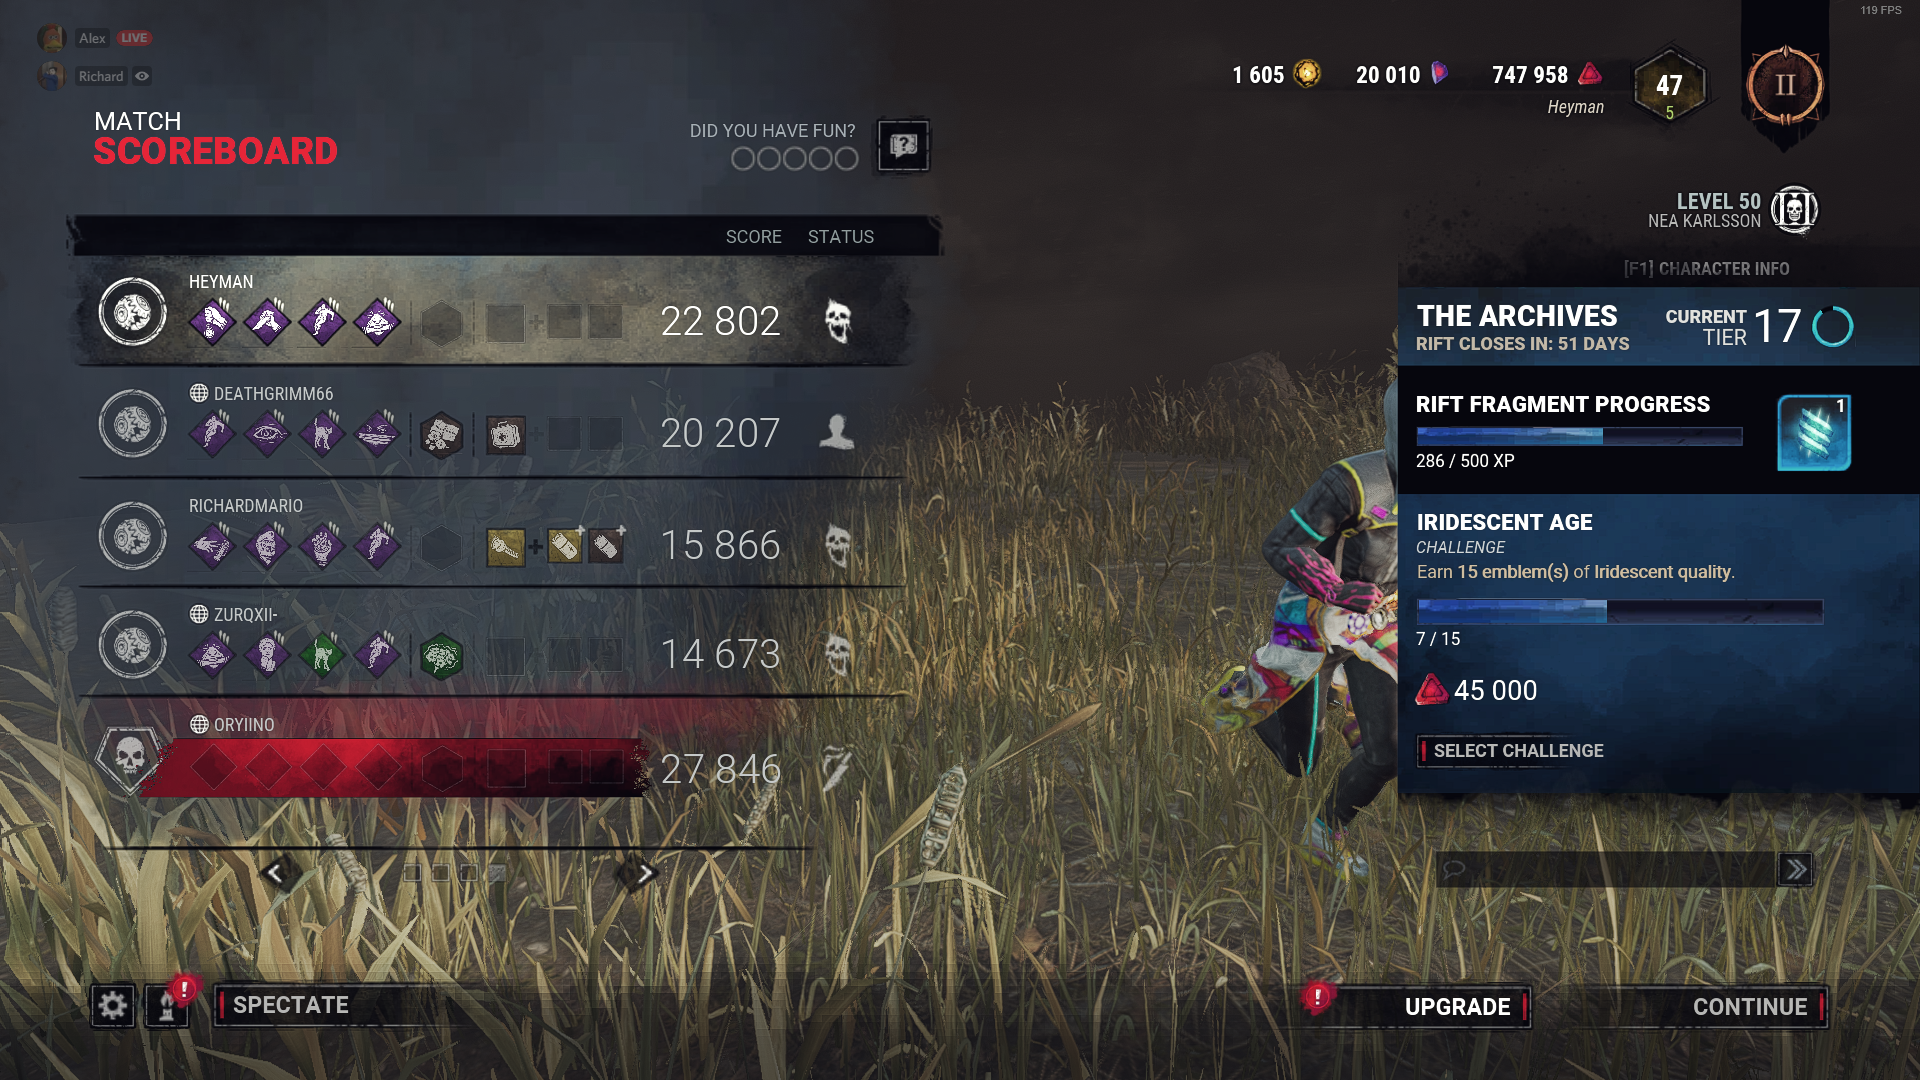 119 FPS
Alex LIVE
Richard
1 605
20 010
747 958
Heyman
47
5
II
MATCH
SCOREBOARD
DID YOU HAVE FUN?
?
LEVEL 50
NEA KARLSSON
[F1] CHARACTER INFO
SCORE STATUS
HEYMAN
22 802
DEATHGRIMM66
20 207
RICHARDMARIO
15 866
ZURQXII-
14 673
ORYIINO
27 846
THE ARCHIVES
RIFT CLOSES IN: 51 DAYS
CURRENT
TIER 17
RIFT FRAGMENT PROGRESS
1
286 / 500 XP
IRIDESCENT AGE
CHALLENGE
Earn 15 emblem(s) of Iridescent quality.
7 / 15
45 000
SELECT CHALLENGE
!
SPECTATE
!
UPGRADE
CONTINUE